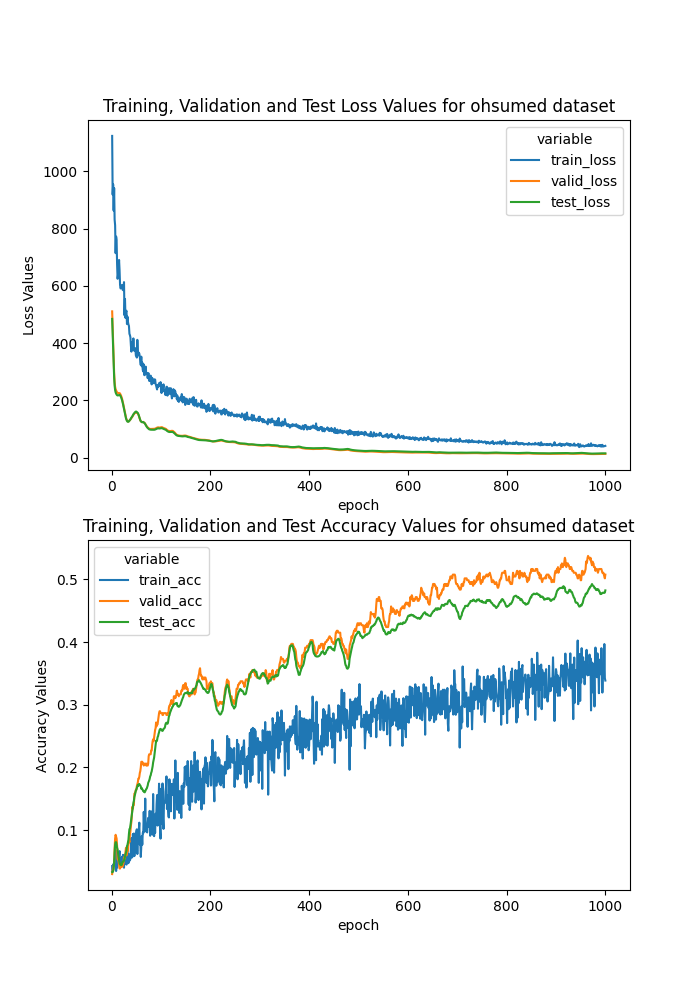 Training, Validation and Test Loss Values for ohsumed dataset
variable
train_loss
valid_loss
test_loss
Loss Values
1000
800
600
400
200
0
0 200 400 600 800 1000
epoch
Training, Validation and Test Accuracy Values for ohsumed dataset
variable
train_acc
valid_acc
test_acc
Accuracy Values
0.5
0.4
0.3
0.2
0.1
0 200 400 600 800 1000
epoch